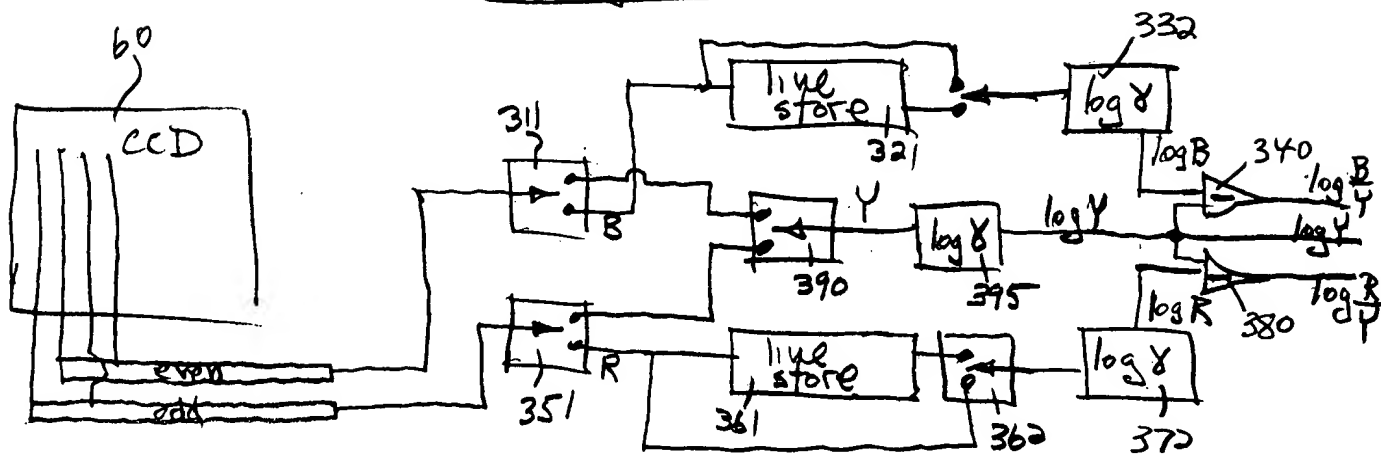 60
CCD
even
odd
311
B
351
R
line
store
321
332
log γ
log B
340
log B/Y
390
Y
log γ
395
log Y
log Y
line
store
361
362
log γ
372
log R
380
log R/Y